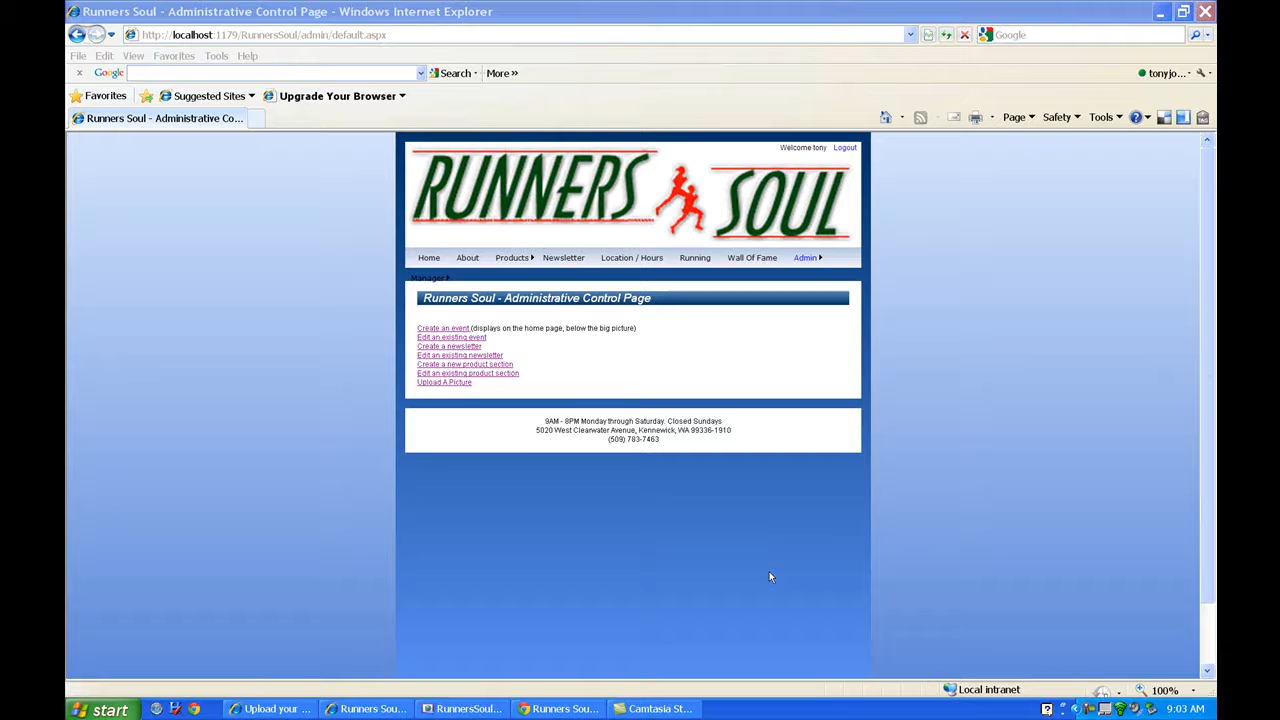 Runners Soul - Administrative Control Page - Windows Internet Explorer
http://localhost:1179/RunnersSoul/admin/default.aspx
Google
File Edit View Favorites Tools Help
x Google Search More »
tonyjo...
Favorites Suggested Sites Upgrade Your Browser
Runners Soul - Administrative Co...
Page Safety Tools
Welcome tony Logout
RUNNERS SOUL
Home About Products Newsletter Location / Hours Running Wall Of Fame Admin
Manager
Runners Soul - Administrative Control Page
Create an event (displays on the home page, below the big picture)
Edit an existing event
Create a newsletter
Edit an existing newsletter
Create a new product section
Edit an existing product section
Upload A Picture
9AM - 8PM Monday through Saturday. Closed Sundays
5020 West Clearwater Avenue, Kennewick, WA 99336-1910
(509) 783-7463
Local intranet
100%
start Upload your ... Runners Sou... RunnersSoul... Runners Sou... Camtasia St... 9:03 AM